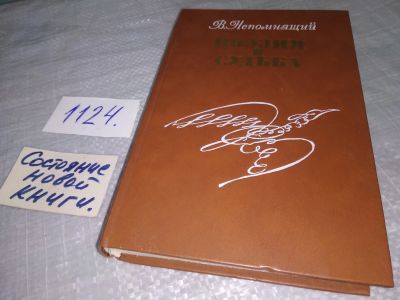 В. Непомнящий
ПОЭЗИЯ И
СУДЬБА
1124.
Состояние
новой
книги.